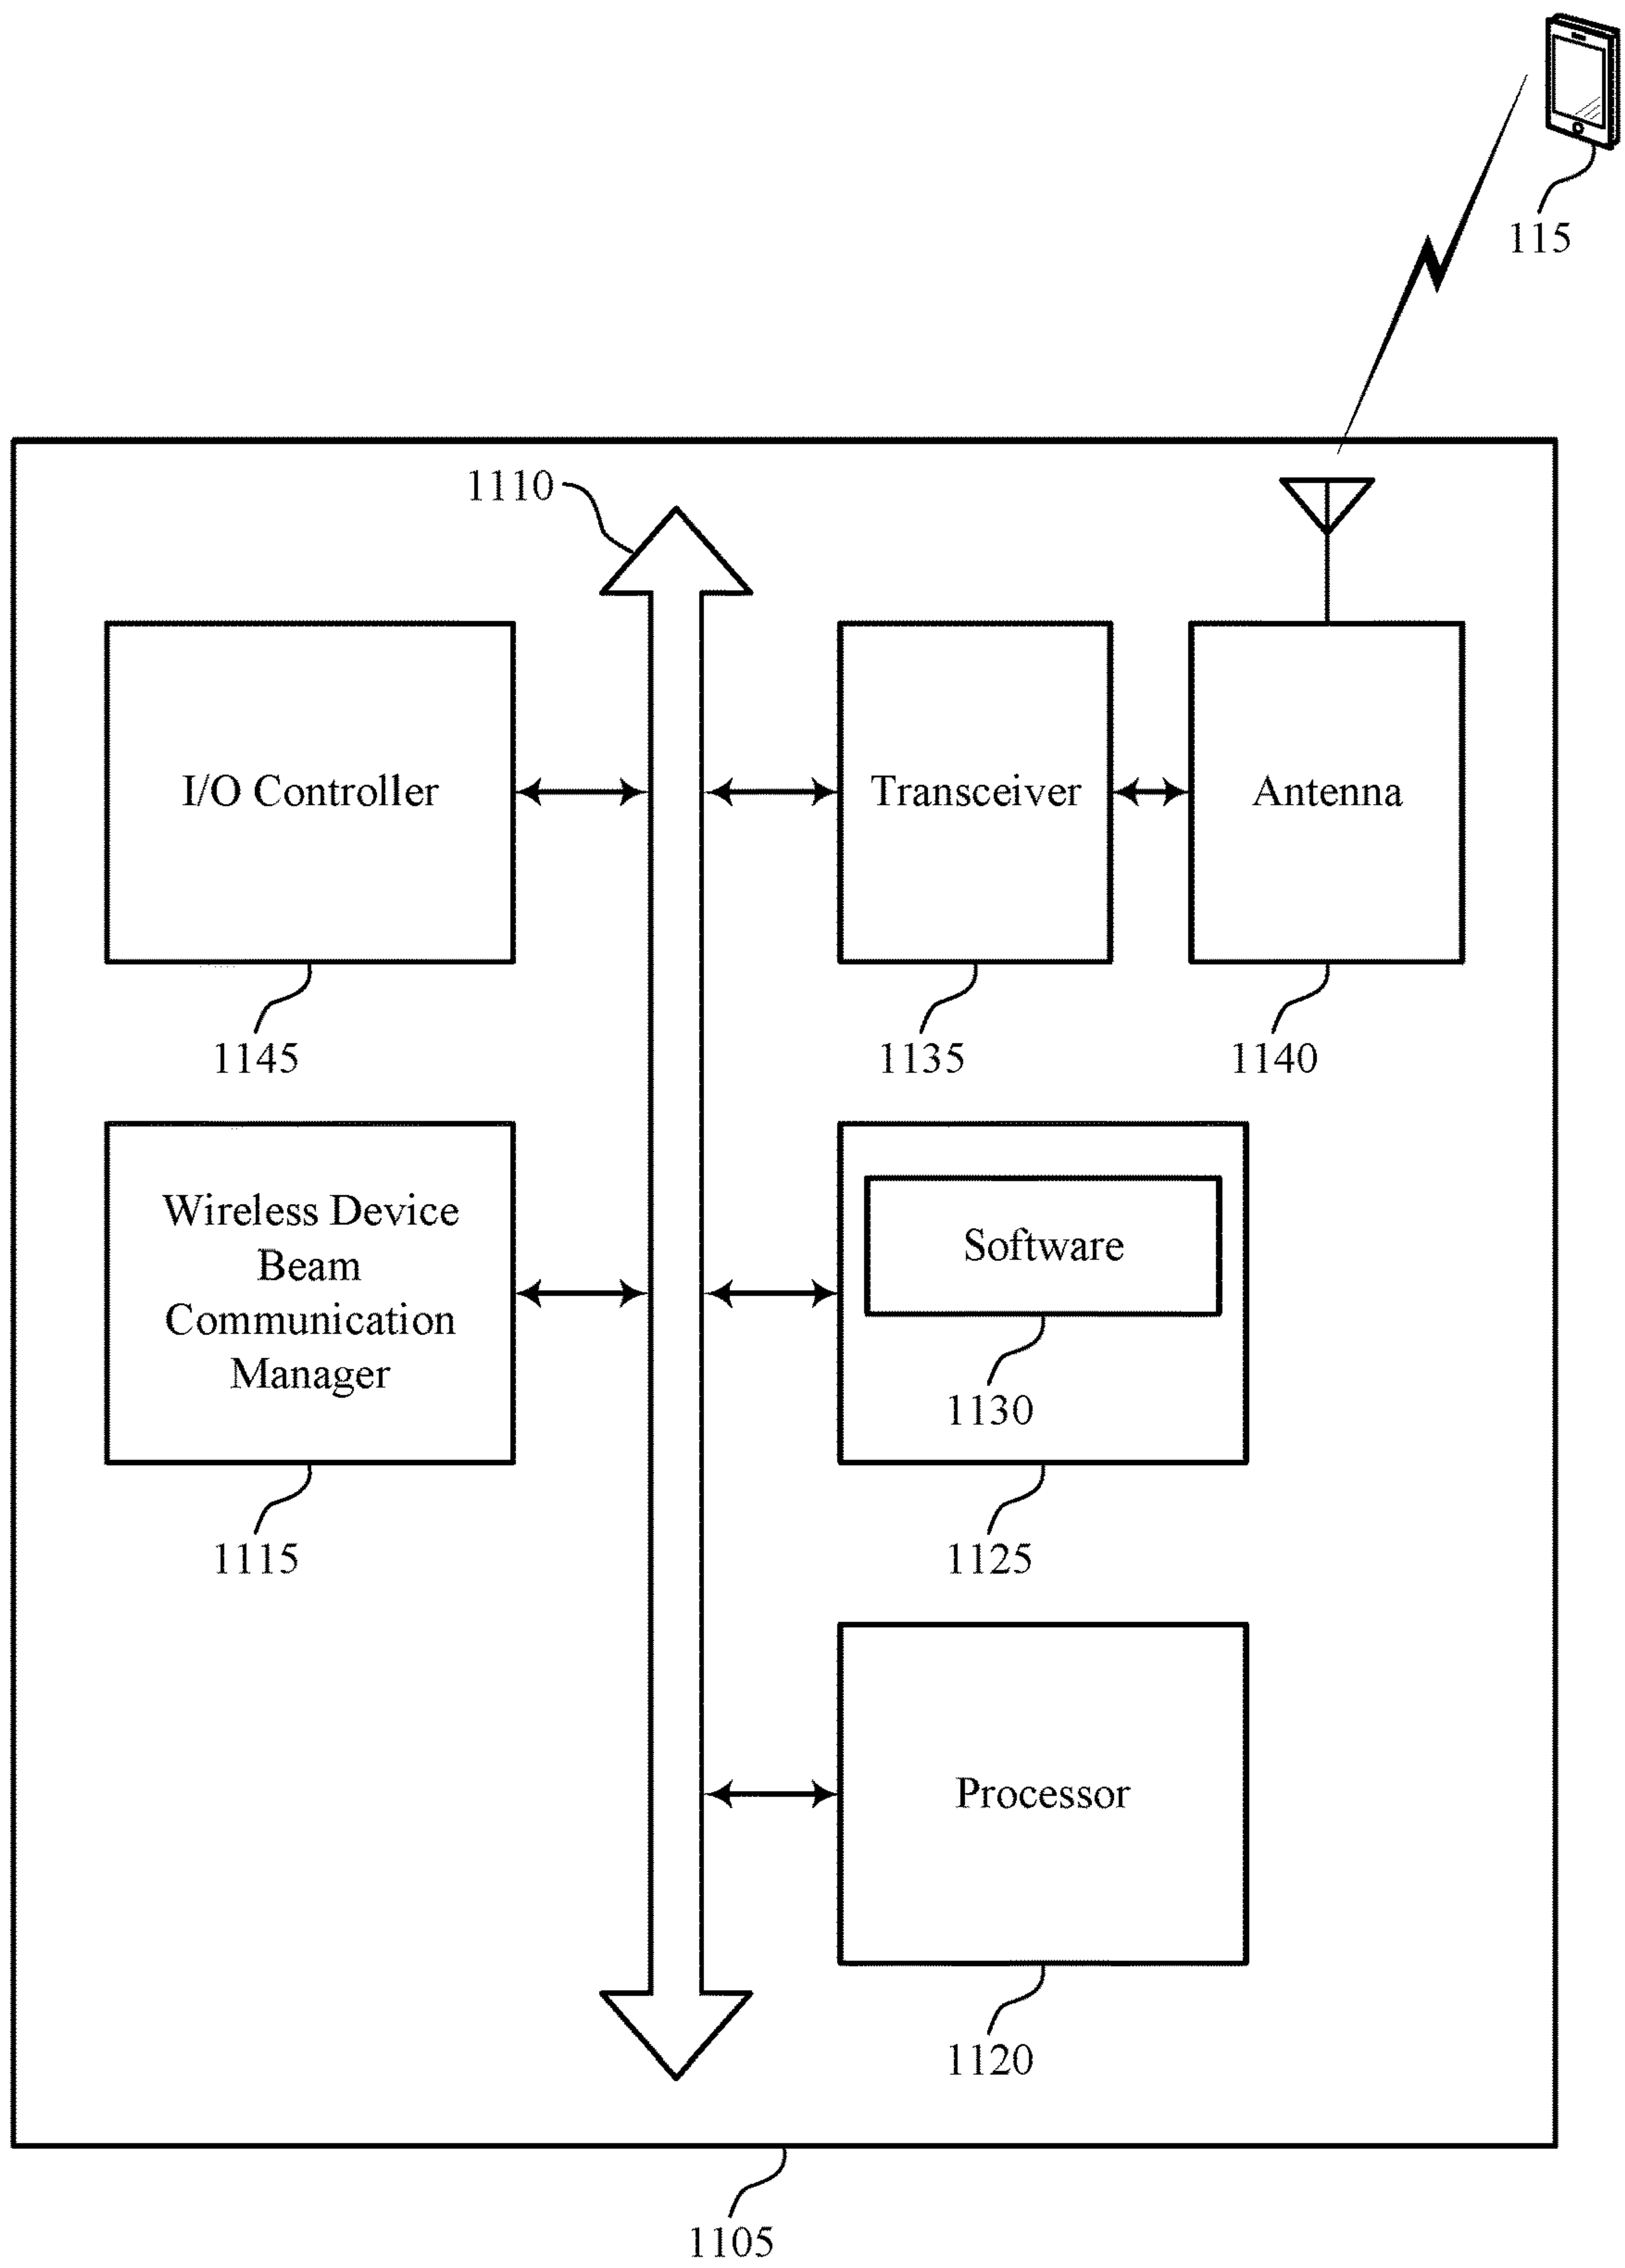 115
1110
I/O Controller
Transceiver
Antenna
1145
1135
1140
Wireless Device
Beam
Communication
Manager
Software
1130
1115
1125
Processor
1120
1105